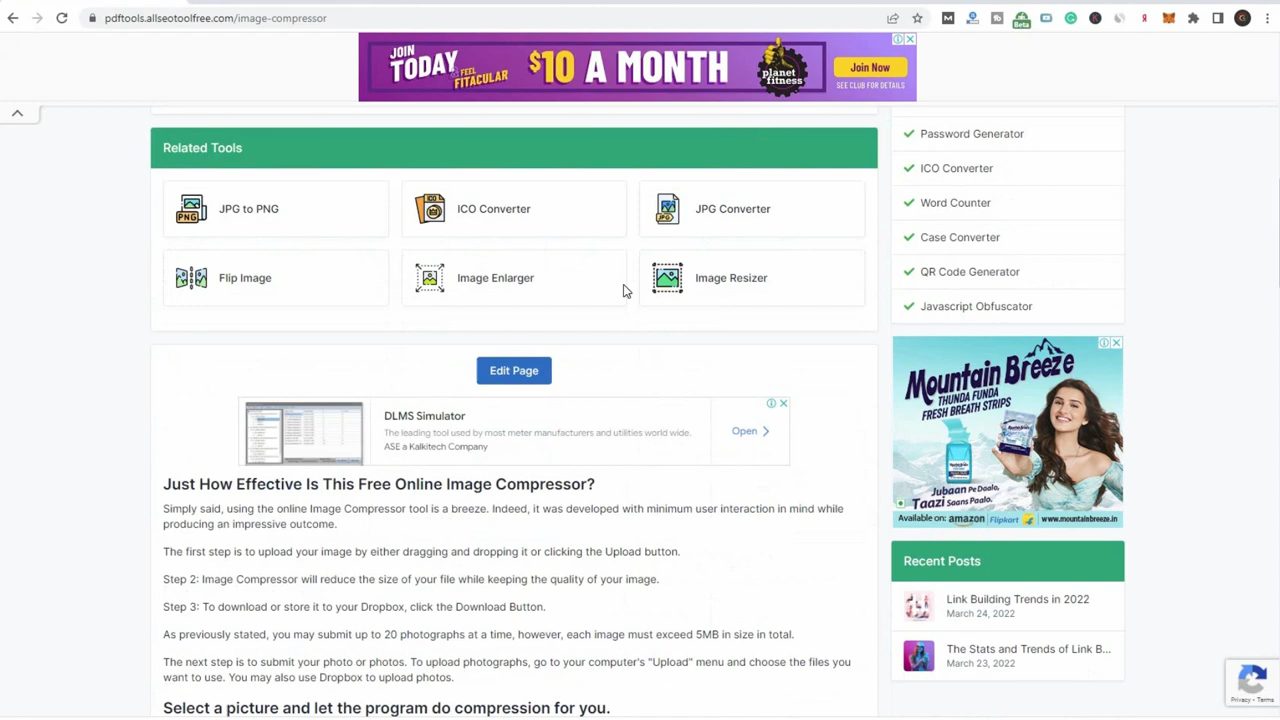 pdftools.allseotoolfree.com/image-compressor
JOIN TODAY
FEEL FITACULAR
$10 A MONTH
planet fitness
Join Now
SEE CLUB FOR DETAILS
Related Tools
JPG to PNG
ICO Converter
JPG Converter
Flip Image
Image Enlarger
Image Resizer
Edit Page
DLMS Simulator
The leading tool used by most meter manufacturers and utilities world wide.
ASE a Kalkitech Company
Open
Just How Effective Is This Free Online Image Compressor?
Simply said, using the online Image Compressor tool is a breeze. Indeed, it was developed with minimum user interaction in mind while
producing an impressive outcome.
The first step is to upload your image by either dragging and dropping it or clicking the Upload button.
Step 2: Image Compressor will reduce the size of your file while keeping the quality of your image.
Step 3: To download or store it to your Dropbox, click the Download Button.
As previously stated, you may submit up to 20 photographs at a time, however, each image must exceed 5MB in size in total.
The next step is to submit your photo or photos. To upload photographs, go to your computer's "Upload" menu and choose the files you
want to use. You may also use Dropbox to upload photos.
Select a picture and let the program do compression for you.
Password Generator
ICO Converter
Word Counter
Case Converter
QR Code Generator
Javascript Obfuscator
Mountain Breeze
THUNDA FUNDA
FRESH BREATH STRIPS
Jubaan Pe Daalo,
Taazi Saans Paalo.
Available on: amazon Flipkart www.mountainbreeze.in
Recent Posts
Link Building Trends in 2022
March 24, 2022
The Stats and Trends of Link B...
March 23, 2022
Privacy - Terms
Beta